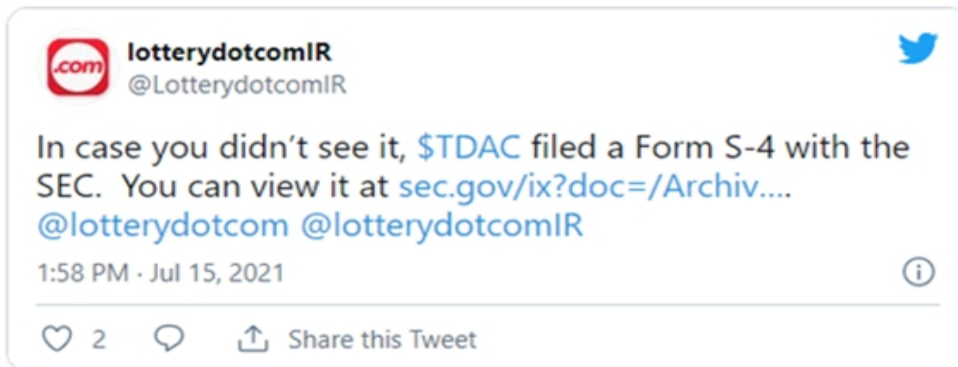 .com
lotterydotcomIR
@LotterydotcomIR
In case you didn't see it, $TDAC filed a Form S-4 with the
SEC. You can view it at sec.gov/ix?doc=/Archiv....
@lotterydotcom @lotterydotcomIR
1:58 PM · Jul 15, 2021
2 Share this Tweet